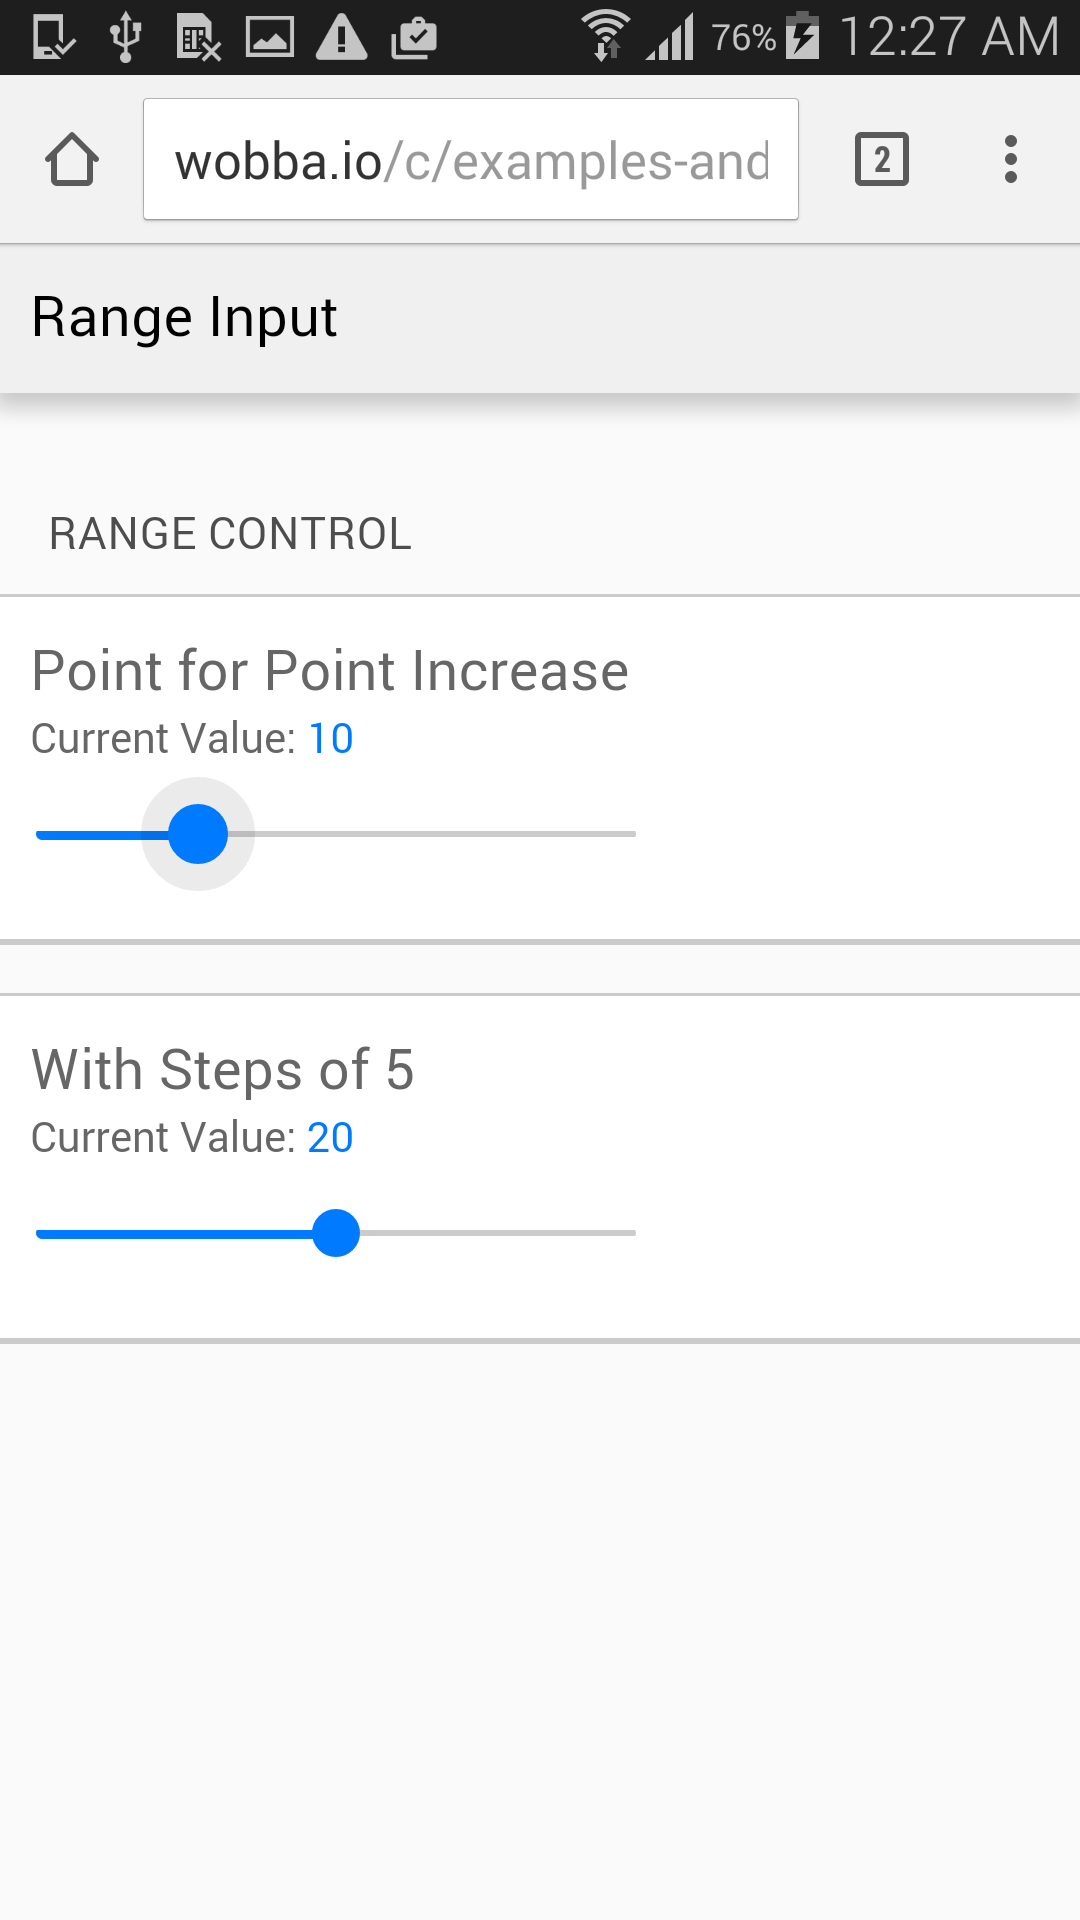 76% 12:27 AM
wobba.io/c/examples-and
2
Range Input
RANGE CONTROL
Point for Point Increase
Current Value: 10
With Steps of 5
Current Value: 20